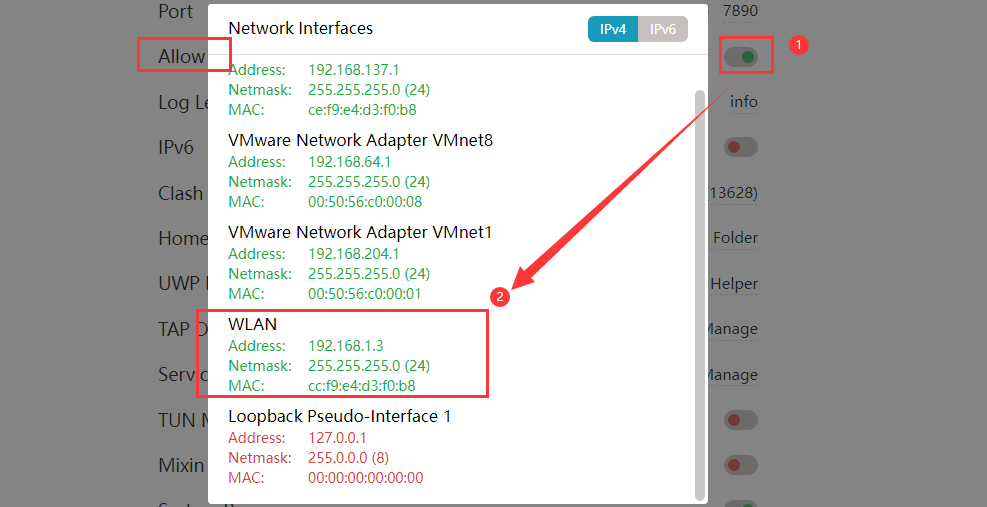 Port
7890
Network Interfaces
IPv4
IPv6
Allow
1
Address: 192.168.137.1
Netmask: 255.255.255.0 (24)
MAC: ce:f9:e4:d3:f0:b8
Log Le
info
VMware Network Adapter VMnet8
IPv6
Address: 192.168.64.1
Netmask: 255.255.255.0 (24)
MAC: 00:50:56:c0:00:08
Clash
(13628)
VMware Network Adapter VMnet1
Home
Folder
Address: 192.168.204.1
Netmask: 255.255.255.0 (24)
MAC: 00:50:56:c0:00:01
UWP
Helper
2
WLAN
TAP D
Manage
Address: 192.168.1.3
Netmask: 255.255.255.0 (24)
MAC: cc:f9:e4:d3:f0:b8
Servic
Manage
Loopback Pseudo-Interface 1
TUN M
Address: 127.0.0.1
Netmask: 255.0.0.0 (8)
MAC: 00:00:00:00:00:00
Mixin